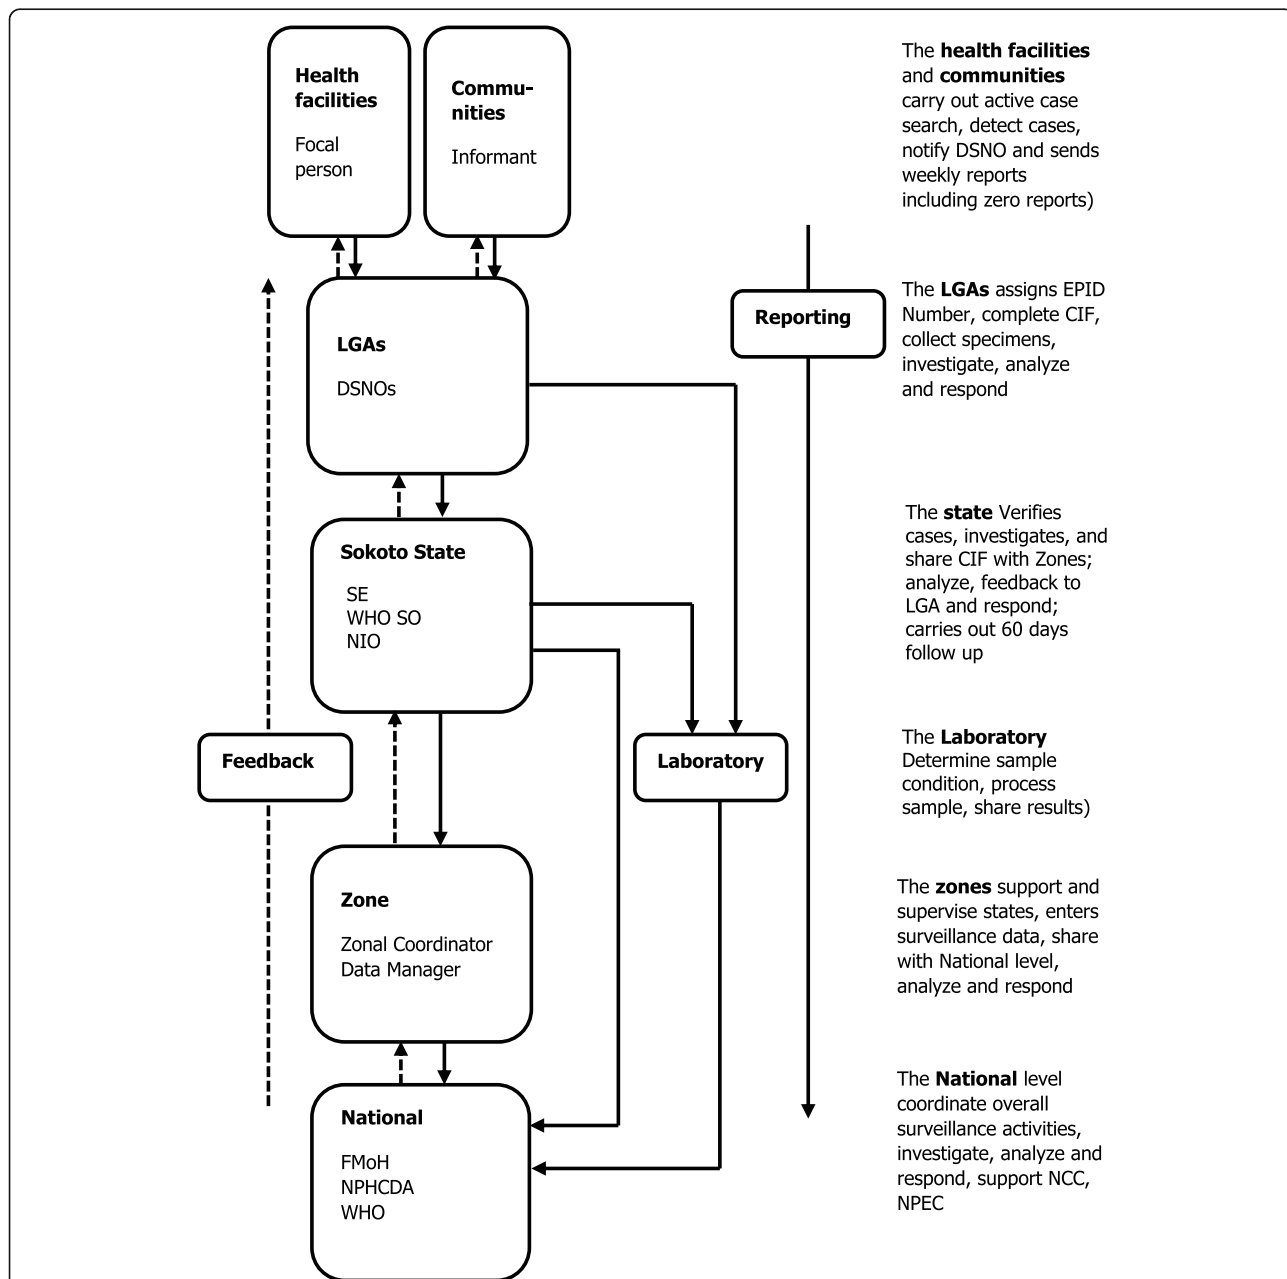 Health
facilities
Focal
person
Commu-
nities
Informant
The health facilities
and communities
carry out active case
search, detect cases,
notify DSNO and sends
weekly reports
including zero reports)
LGAs
DSNOs
Reporting
The LGAs assigns EPID
Number, complete CIF,
collect specimens,
investigate, analyze
and respond
Sokoto State
SE
WHO SO
NIO
The state Verifies
cases, investigates, and
share CIF with Zones;
analyze, feedback to
LGA and respond;
carries out 60 days
follow up
Feedback
Laboratory
The Laboratory
Determine sample
condition, process
sample, share results)
Zone
Zonal Coordinator
Data Manager
The zones support and
supervise states, enters
surveillance data, share
with National level,
analyze and respond
National
FMoH
NPHCDA
WHO
The National level
coordinate overall
surveillance activities,
investigate, analyze and
respond, support NCC,
NPEC